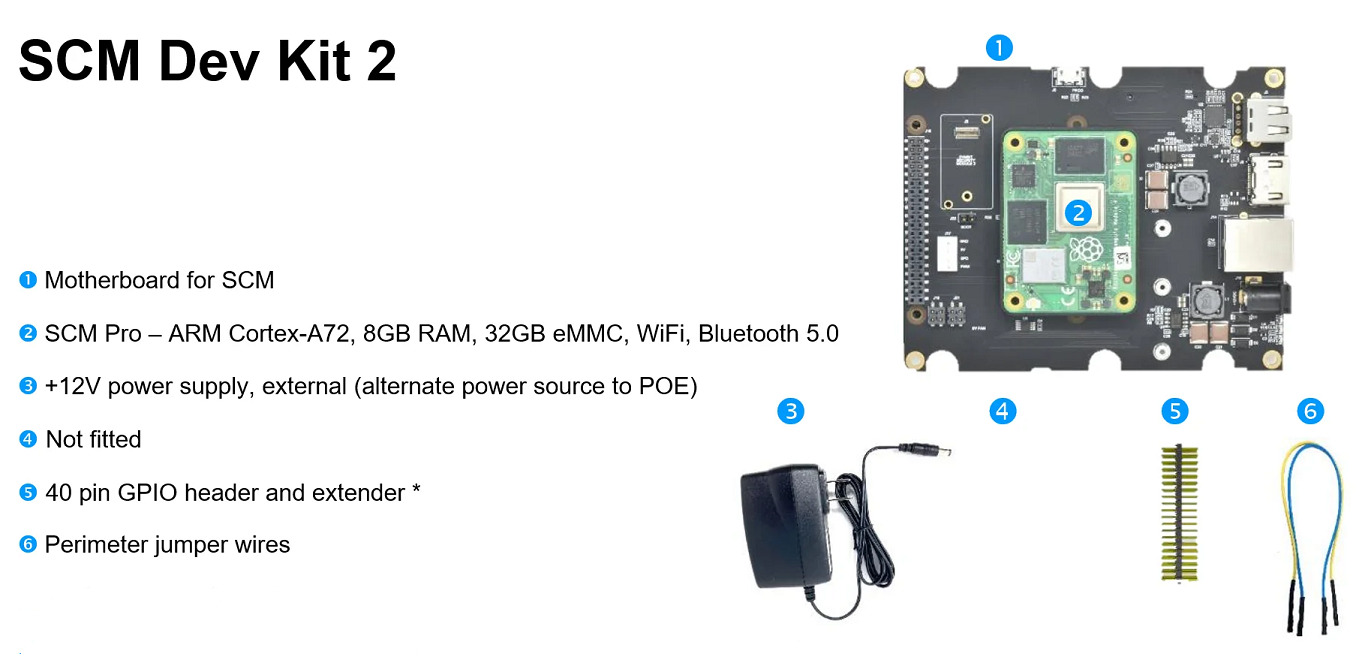 SCM Dev Kit 2
1
2
1 Motherboard for SCM
2 SCM Pro – ARM Cortex-A72, 8GB RAM, 32GB eMMC, WiFi, Bluetooth 5.0
3 +12V power supply, external (alternate power source to POE)
4 Not fitted
5 40 pin GPIO header and extender *
6 Perimeter jumper wires
3 4 5 6